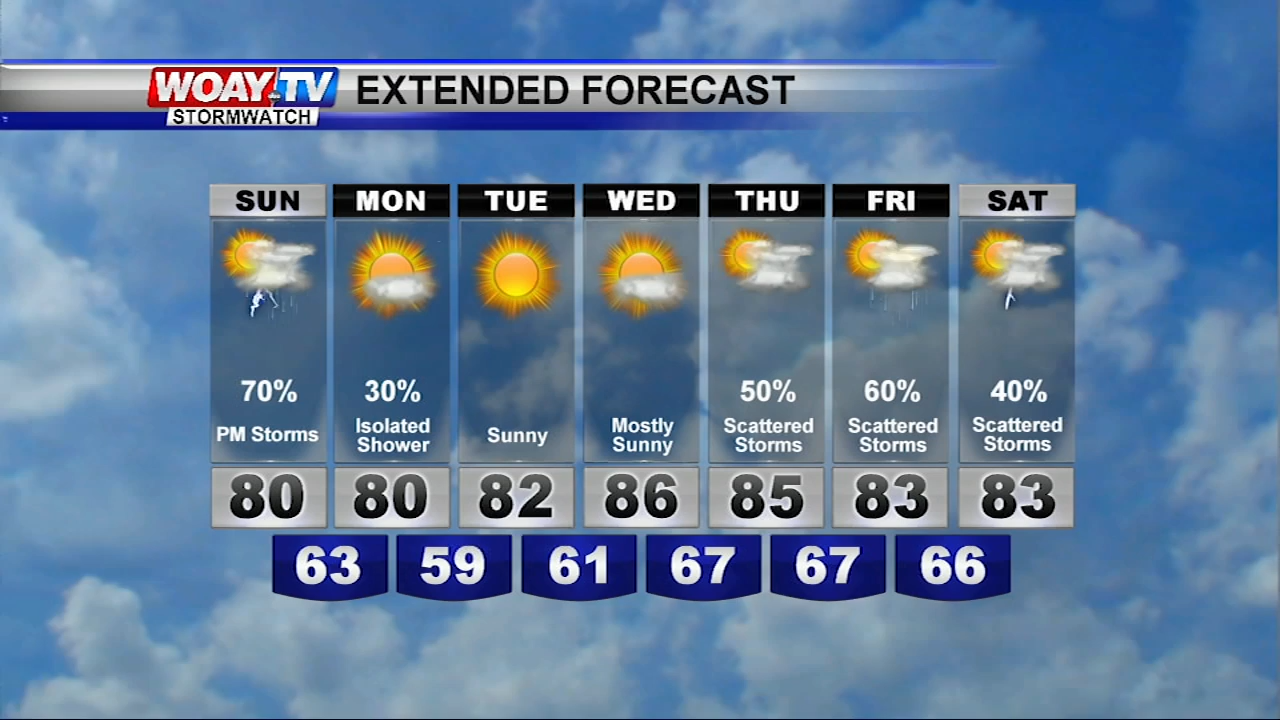 WOAY-TV
STORMWATCH
EXTENDED FORECAST
SUN MON TUE WED THU FRI SAT
70% 30% 50% 60% 40%
PM Storms
Isolated
Shower
Sunny
Mostly
Sunny
Scattered
Storms
Scattered
Storms
Scattered
Storms
80 80 82 86 85 83 83
63 59 61 67 67 66